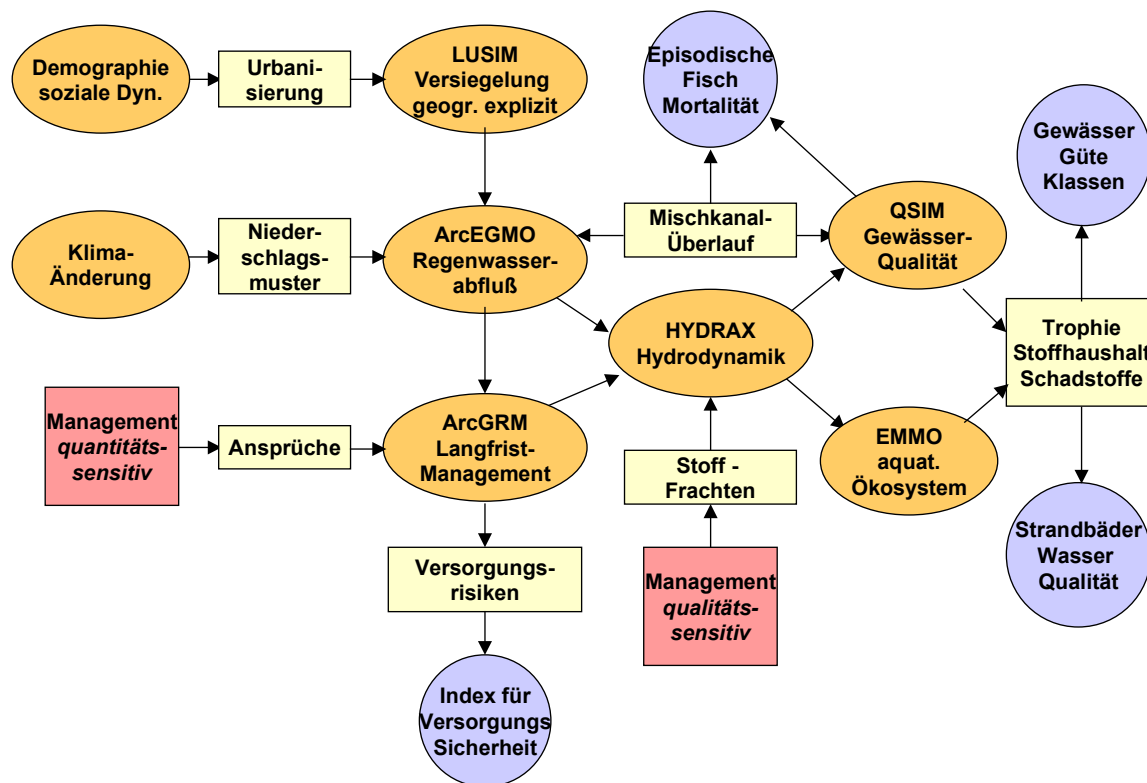 Demographie
soziale Dyn.
Urbani-
sierung
LUSIM
Versiegelung
geogr. explizit
Episodische
Fisch
Mortalität
Gewässer
Güte
Klassen
Klima-
Änderung
Nieder-
schlags-
muster
ArcEGMO
Regenwasser-
abfluß
Mischkanal-
Überlauf
QSIM
Gewässer-
Qualität
HYDRAX
Hydrodynamik
Trophie
Stoffhaushalt
Schadstoffe
Management
quantitäts-
sensitiv
Ansprüche
ArcGRM
Langfrist-
Management
Stoff -
Frachten
EMMO
aquat.
Ökosystem
Versorgungs-
risiken
Management
qualitäts-
sensitiv
Strandbäder
Wasser
Qualität
Index für
Versorgungs
Sicherheit